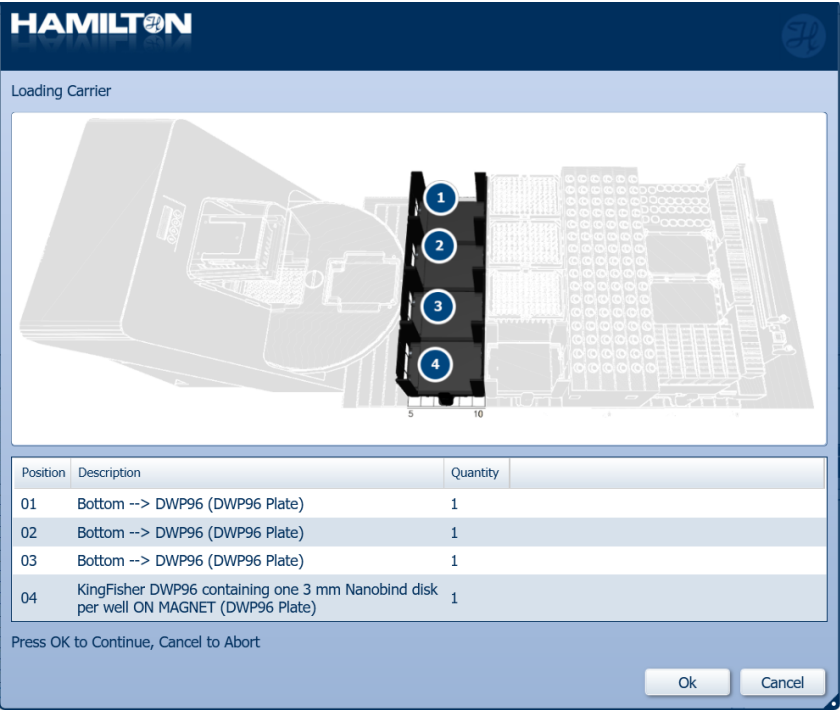 HAMILTON
Loading Carrier
1
2
3
4
5 10
Position Description Quantity
01 Bottom --> DWP96 (DWP96 Plate) 1
02 Bottom --> DWP96 (DWP96 Plate) 1
03 Bottom --> DWP96 (DWP96 Plate) 1
04 KingFisher DWP96 containing one 3 mm Nanobind disk
per well ON MAGNET (DWP96 Plate) 1
Press OK to Continue, Cancel to Abort
Ok Cancel